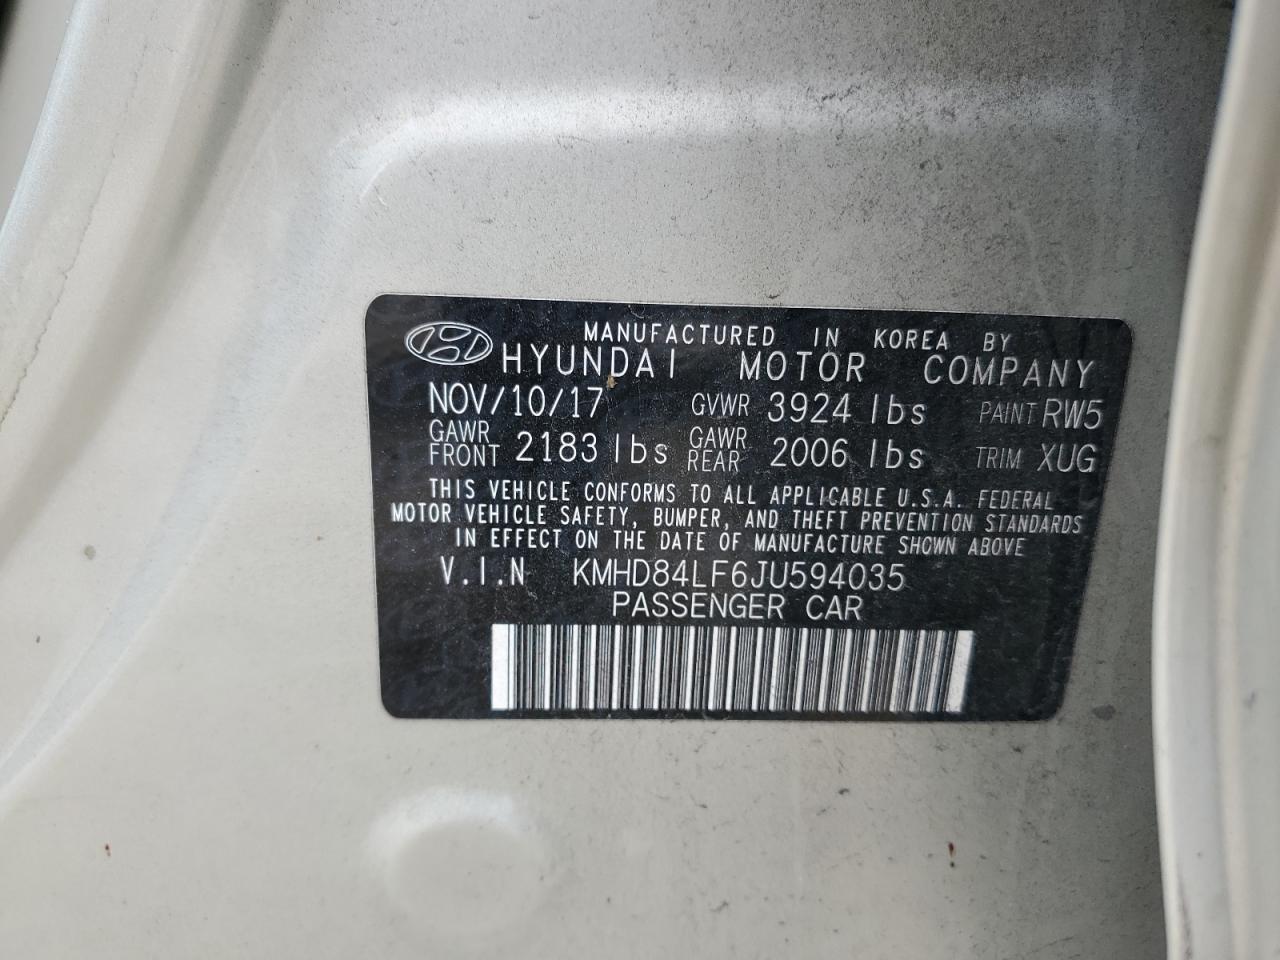 MANUFACTURED IN KOREA BY
HYUNDAI MOTOR COMPANY
NOV/10/17 GVWR 3924 lbs PAINT RW5
GAWR FRONT 2183 lbs GAWR REAR 2006 lbs TRIM XUG
THIS VEHICLE CONFORMS TO ALL APPLICABLE U.S.A. FEDERAL
MOTOR VEHICLE SAFETY, BUMPER, AND THEFT PREVENTION STANDARDS
IN EFFECT ON THE DATE OF MANUFACTURE SHOWN ABOVE
V.I.N KMHD84LF6JU594035
PASSENGER CAR